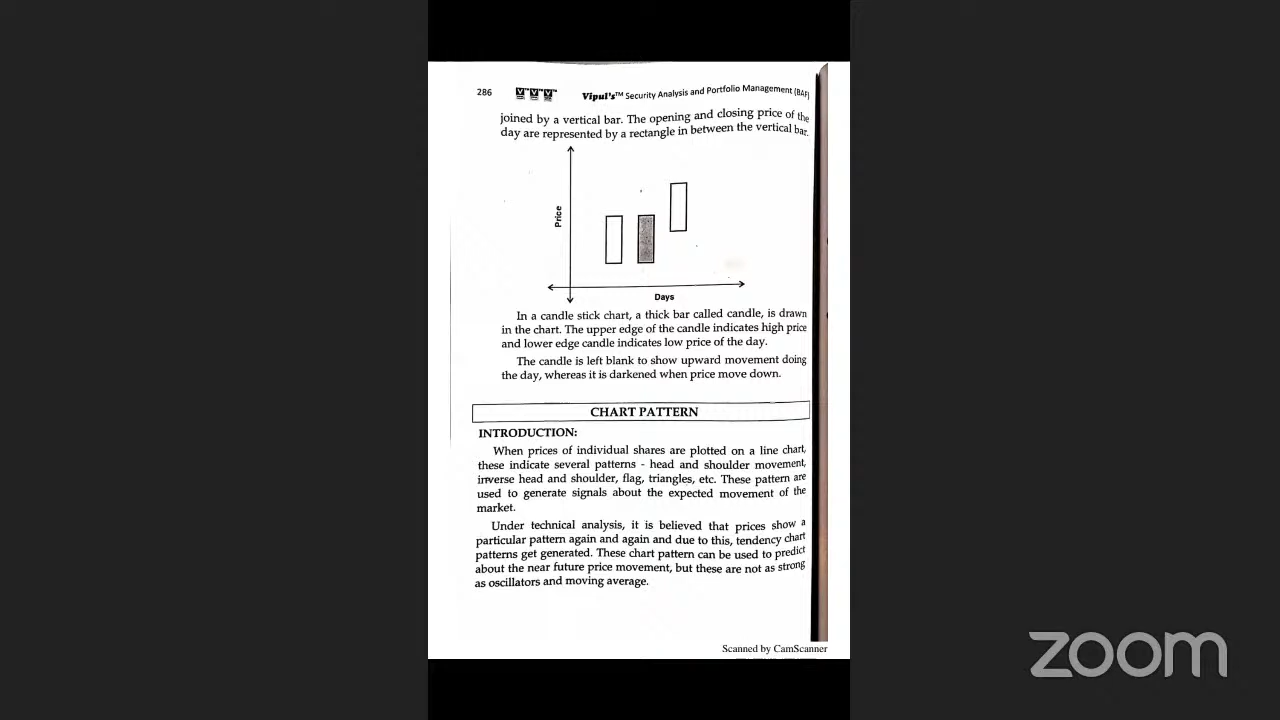 286 Vipul's™ Security Analysis and Portfolio Management (BAF)
joined by a vertical bar. The opening and closing price of the
day are represented by a rectangle in between the vertical bar.
Price
Days
In a candle stick chart, a thick bar called candle, is drawn
in the chart. The upper edge of the candle indicates high price
and lower edge candle indicates low price of the day.
The candle is left blank to show upward movement doing
the day, whereas it is darkened when price move down.
CHART PATTERN
INTRODUCTION:
When prices of individual shares are plotted on a line chart,
these indicate several patterns - head and shoulder movement,
inverse head and shoulder, flag, triangles, etc. These pattern are
used to generate signals about the expected movement of the
market.
Under technical analysis, it is believed that prices show a
particular pattern again and again and due to this, tendency chart
patterns get generated. These chart pattern can be used to predict
about the near future price movement, but these are not as strong
as oscillators and moving average.
Scanned by CamScanner
zoom